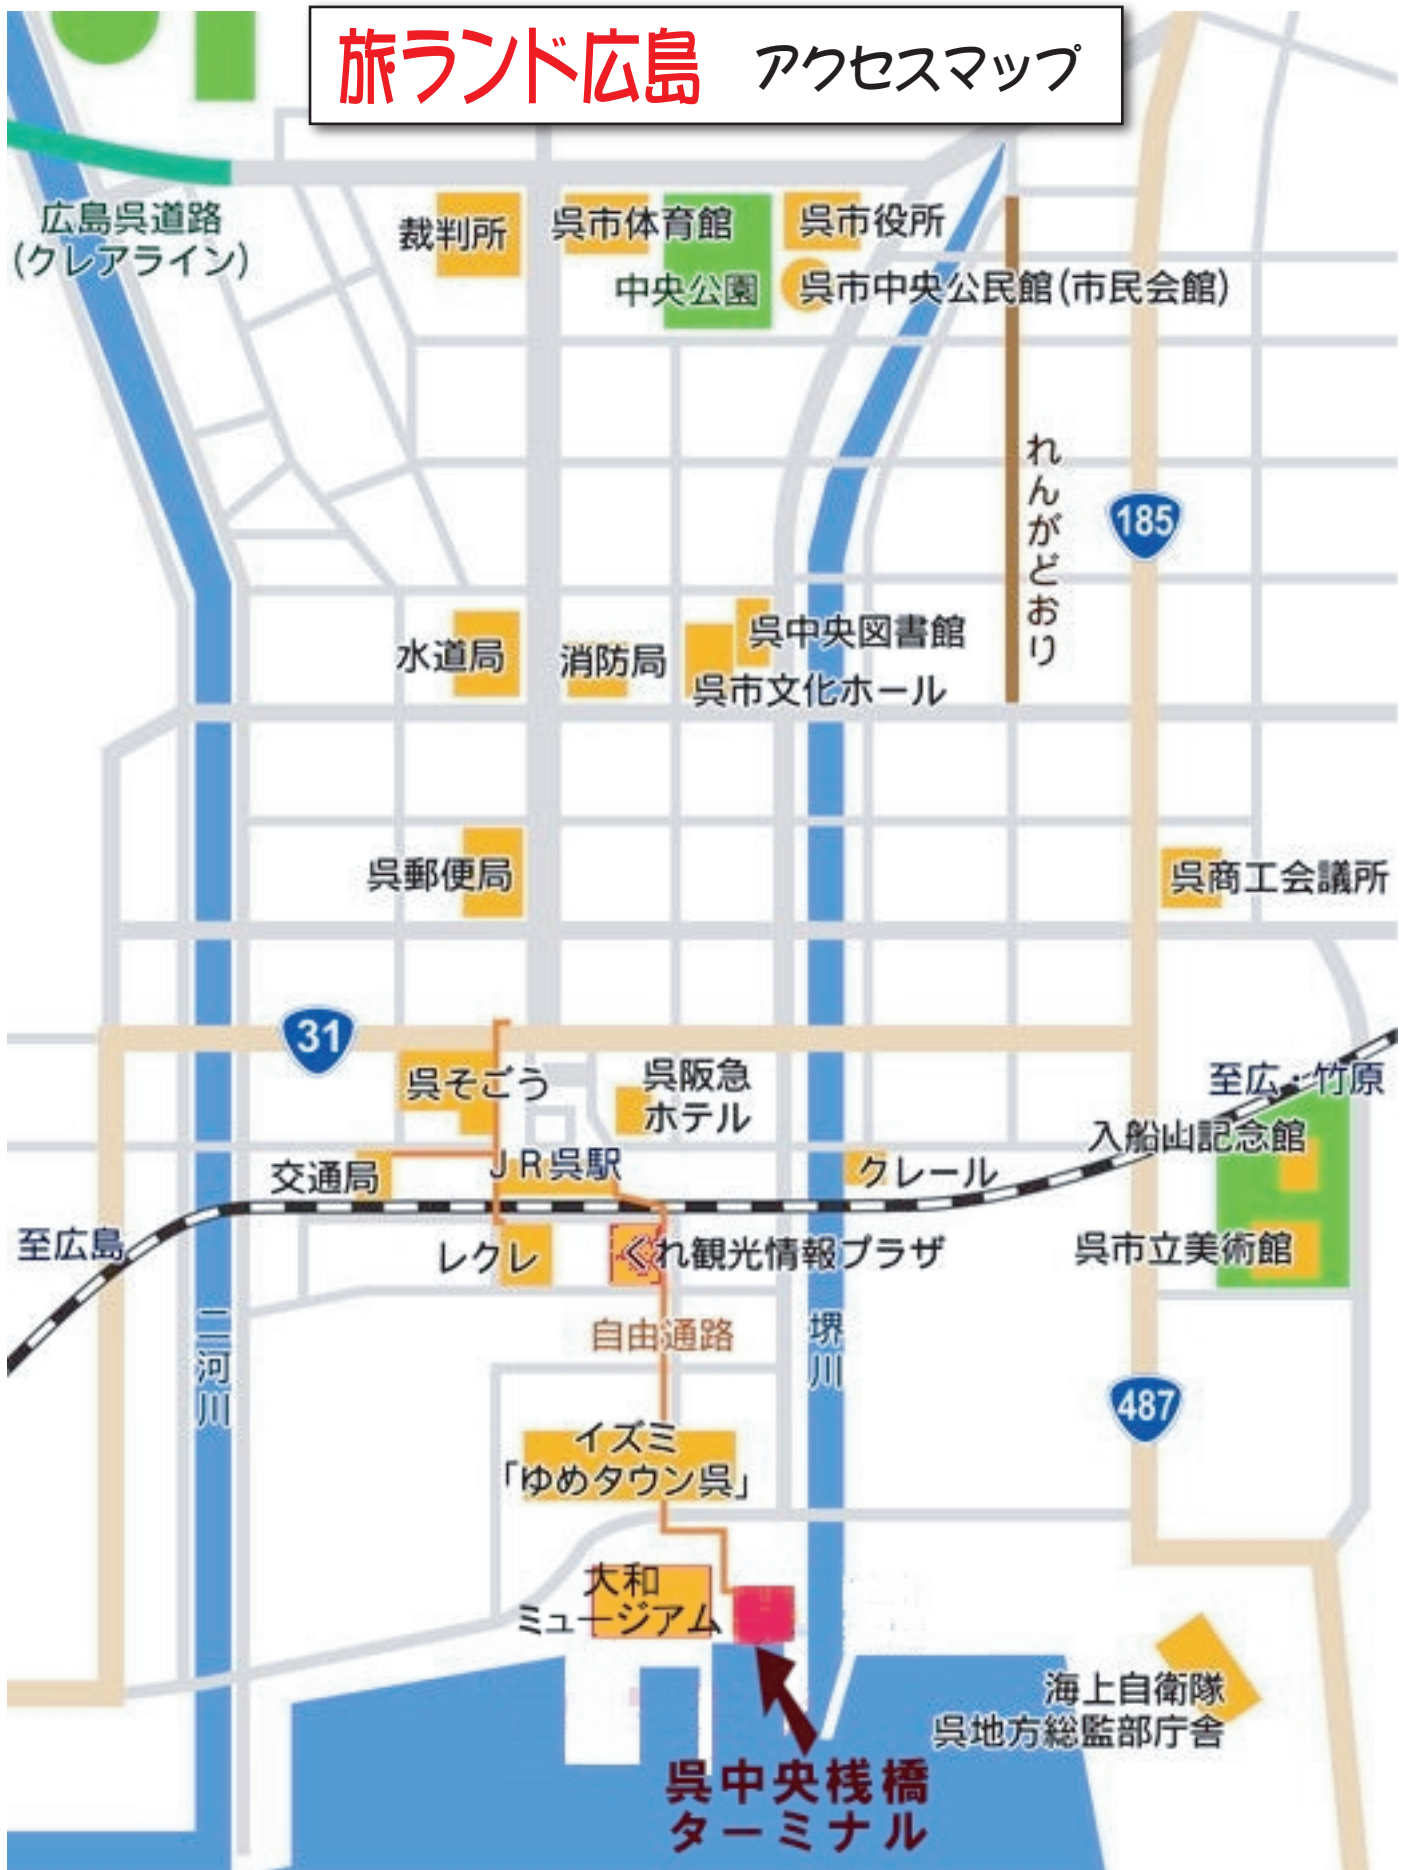 旅ランド広島 アクセスマップ
広島呉道路
(クレアライン)
裁判所
呉市体育館
呉市役所
中央公園
呉市中央公民館(市民会館)
れんがどおり
185
水道局
消防局
呉中央図書館
呉市文化ホール
呉郵便局
呉商工会議所
31
呉そごう
呉阪急
ホテル
至広・竹原
入船山記念館
交通局
JR呉駅
クレール
至広島
レクレ
くれ観光情報プラザ
呉市立美術館
二河川
自由通路
堺川
487
イズミ
「ゆめタウン呉」
大和
ミュージアム
海上自衛隊
呉地方総監部庁舎
呉中央桟橋
ターミナル